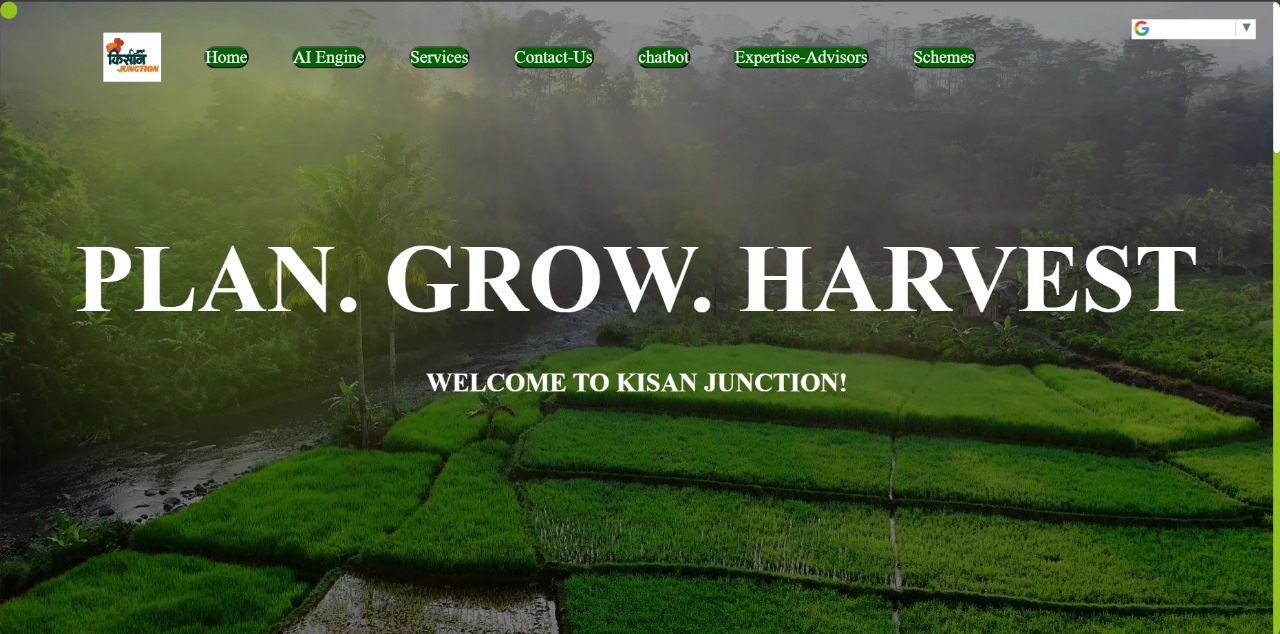 किसान
JUNCTION
Home
AI Engine
Services
Contact-Us
chatbot
Expertise-Advisors
Schemes
PLAN. GROW. HARVEST
WELCOME TO KISAN JUNCTION!